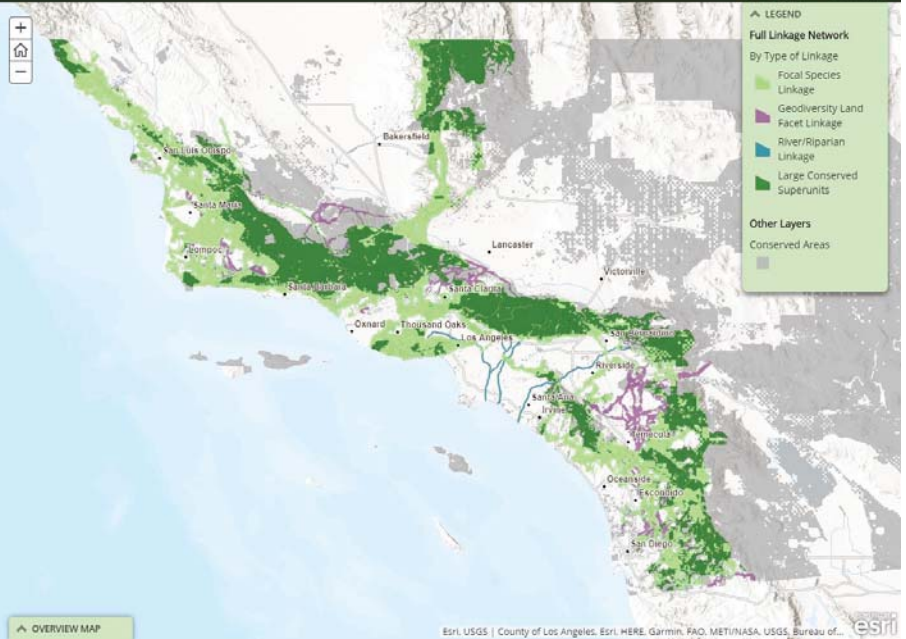 +
−
LEGEND
Full Linkage Network
By Type of Linkage
Focal Species
Linkage
Geodiversity Land
Facet Linkage
River/Riparian
Linkage
Large Conserved
Superunits
Other Layers
Conserved Areas
Bakersfield
San Luis Obispo
Santa Maria
Lompoc
Lancaster
Victorville
Santa Barbara
Santa Clarita
Oxnard
Thousand Oaks
Los Angeles
San Bernardino
Riverside
Santa Ana
Irvine
Temecula
Oceanside
Escondido
San Diego
OVERVIEW MAP
Esri, USGS | County of Los Angeles, Esri, HERE, Garmin, FAO, METI/NASA, USGS, Bureau of...
esri